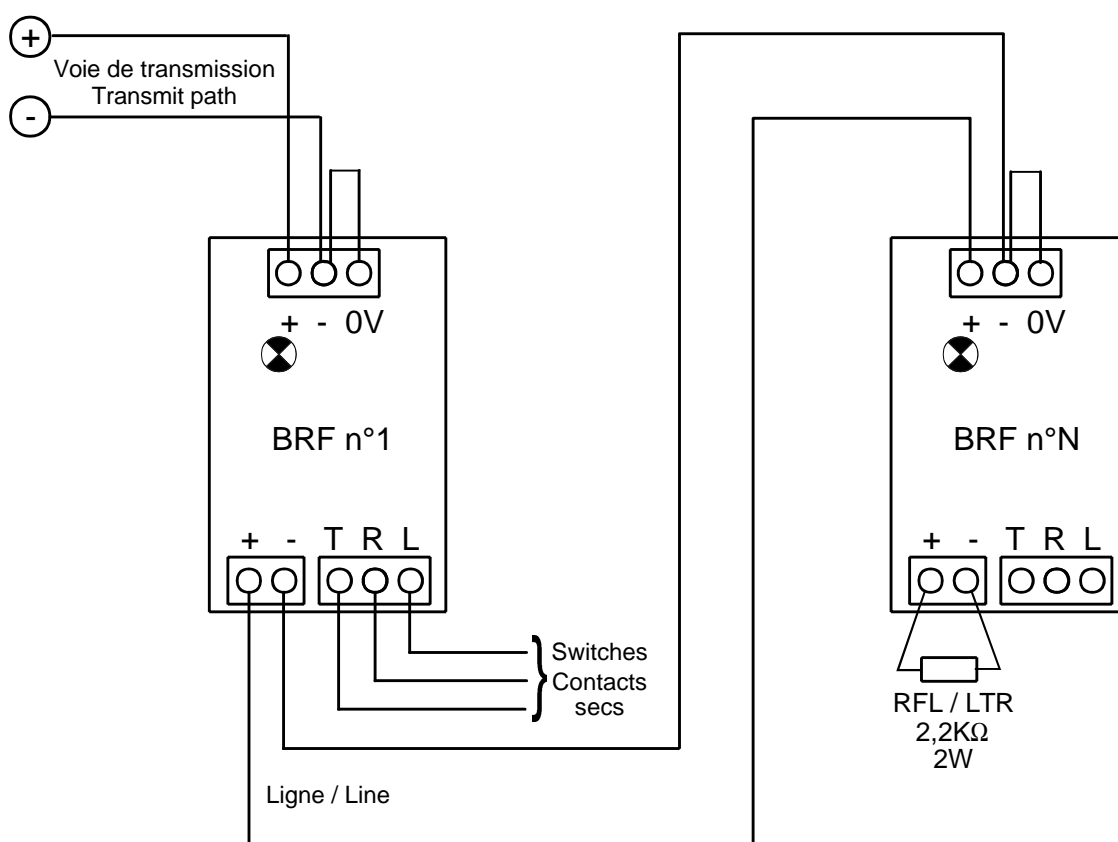 +
Voie de transmission
Transmit path
-
+ - 0V
BRF n°1
+ - T R L
Switches
Contacts
secs
Ligne / Line
+ - 0V
BRF n°N
+ - T R L
RFL / LTR
2,2KΩ
2W